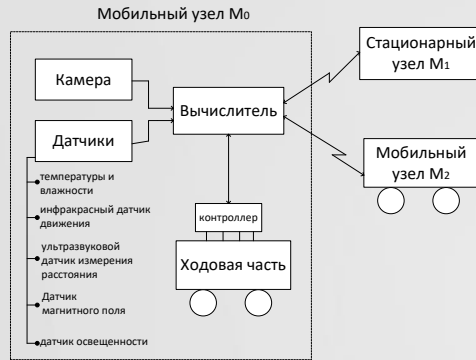 Мобильный узел M0
Камера
Датчики
температуры и
влажности
инфракрасный датчик
движения
ультразвуковой
датчик измерения
расстояния
Датчик
магнитного поля
датчик освещенности
Вычислитель
контроллер
Ходовая часть
Стационарный
узел M1
Мобильный
узел M2